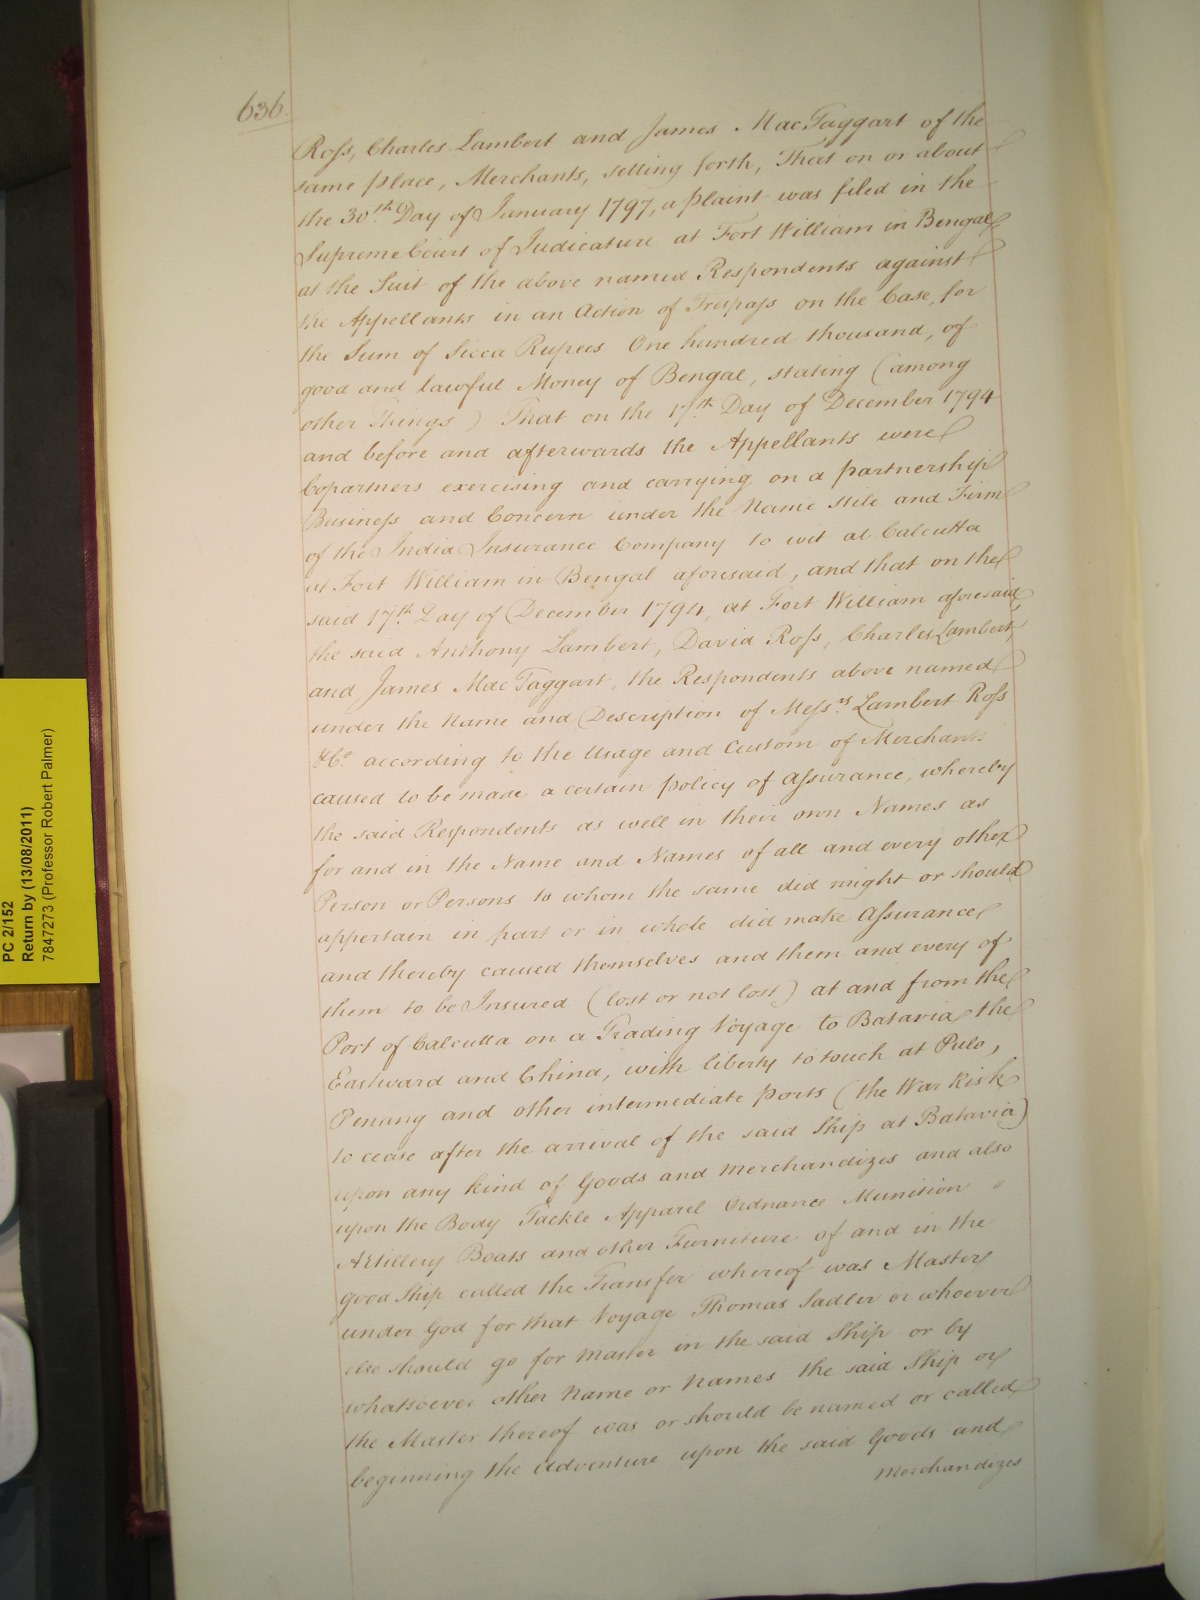 636.
Ross, Charles Lambert and James MacTaggart of the
same place, Merchants, setting forth, That on or about
the 30th Day of January 1797, a plaint was filed in the
Supreme Court of Judicature at Fort William in Bengal
at the Suit of the above named Respondents against
the Appellants in an Action of Trespass on the Case, for
the Sum of Sicca Rupees One hundred thousand, of
good and lawful Money of Bengal, stating (among
other Things) That on the 17th Day of December 1794
and before and afterwards the Appellants were
Copartners exercising and carrying on a partnership
Business and Concern under the Name Stile and Firm
of the India Insurance Company to wit at Calcutta
at Fort William in Bengal aforesaid, and that on the
said 17th Day of December 1794, at Fort William aforesaid,
the said Anthony Lambert, David Ross, Charles Lambert,
and James MacTaggart, the Respondents above named
under the Name and Description of Messrs Lambert Ross
& Co. according to the Usage and Custom of Merchants
caused to be made a certain policy of Assurance, whereby
the said Respondents as well in their own Names as
for and in the Name and Names of all and every other
Person or Persons to whom the same did might or should
appertain in part or in whole did make Assurance
and thereby caused themselves and them and every of
them to be Insured (lost or not lost) at and from the
Port of Calcutta on a Trading Voyage to Batavia the
Eastward and China, with liberty to touch at Pulo,
Penang and other intermediate ports (the War Risk
to cease after the arrival of the said Ship at Batavia)
upon any kind of Goods and Merchandizes and also
upon the Body Tackle Apparel Ordnance Munition
Artillery Boats and other Furniture of and in the
good Ship called the Transfer whereof was Master
under God for that Voyage Thomas Sadler or whoever
else should go for Master in the said Ship or by
whatsoever other Name or Names the said Ship or
the Master thereof was or should be named or called
beginning the Adventure upon the said Goods and
Merchandizes
PC 2/152
Return by (13/08/2011)
7847273 (Professor Robert Palmer)